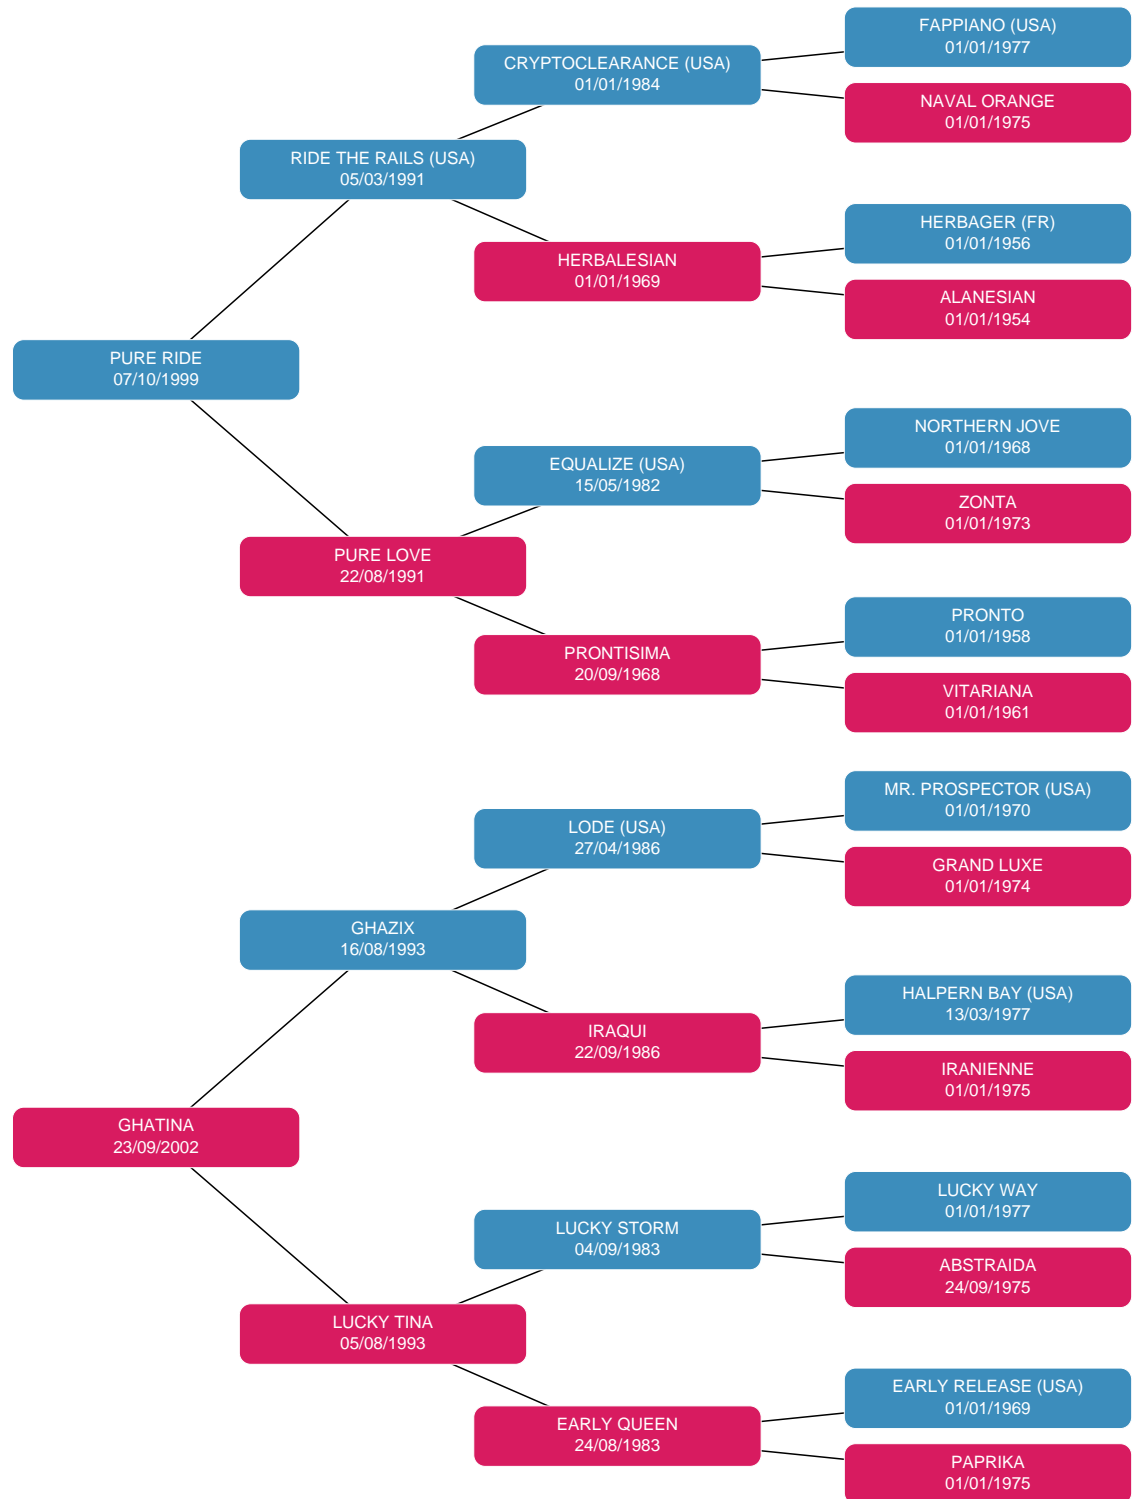 FAPPIANO (USA)
01/01/1977
CRYPTOCLEARANCE (USA)
01/01/1984
NAVAL ORANGE
01/01/1975
RIDE THE RAILS (USA)
05/03/1991
HERBAGER (FR)
01/01/1956
HERBALESIAN
01/01/1969
ALANESIAN
01/01/1954
PURE RIDE
07/10/1999
NORTHERN JOVE
01/01/1968
EQUALIZE (USA)
15/05/1982
ZONTA
01/01/1973
PURE LOVE
22/08/1991
PRONTO
01/01/1958
PRONTISIMA
20/09/1968
VITARIANA
01/01/1961
MR. PROSPECTOR (USA)
01/01/1970
LODE (USA)
27/04/1986
GRAND LUXE
01/01/1974
GHAZIX
16/08/1993
HALPERN BAY (USA)
13/03/1977
IRAQUI
22/09/1986
IRANIENNE
01/01/1975
GHATINA
23/09/2002
LUCKY WAY
01/01/1977
LUCKY STORM
04/09/1983
ABSTRAIDA
24/09/1975
LUCKY TINA
05/08/1993
EARLY RELEASE (USA)
01/01/1969
EARLY QUEEN
24/08/1983
PAPRIKA
01/01/1975